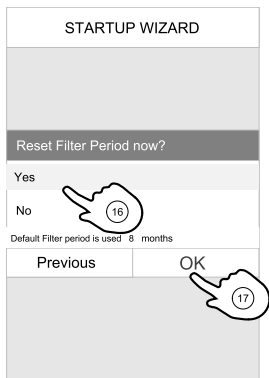 STARTUP WIZARD
Reset Filter Period now?
Yes
No
16
Default Filter period is used 8 months
Previous OK
17